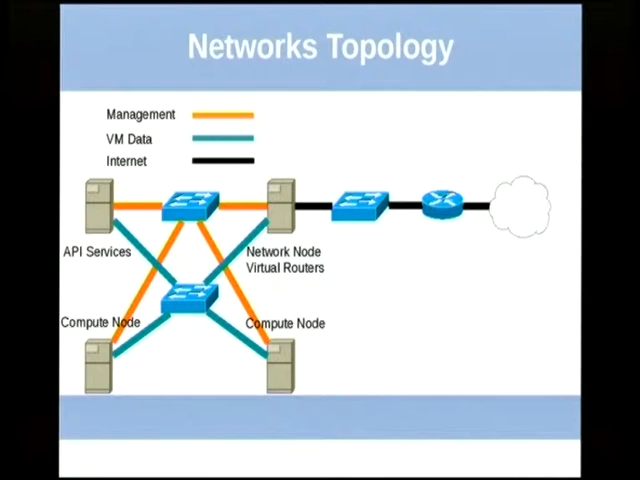 Networks Topology
Management
VM Data
Internet
API Services
Network Node
Virtual Routers
Compute Node
Compute Node